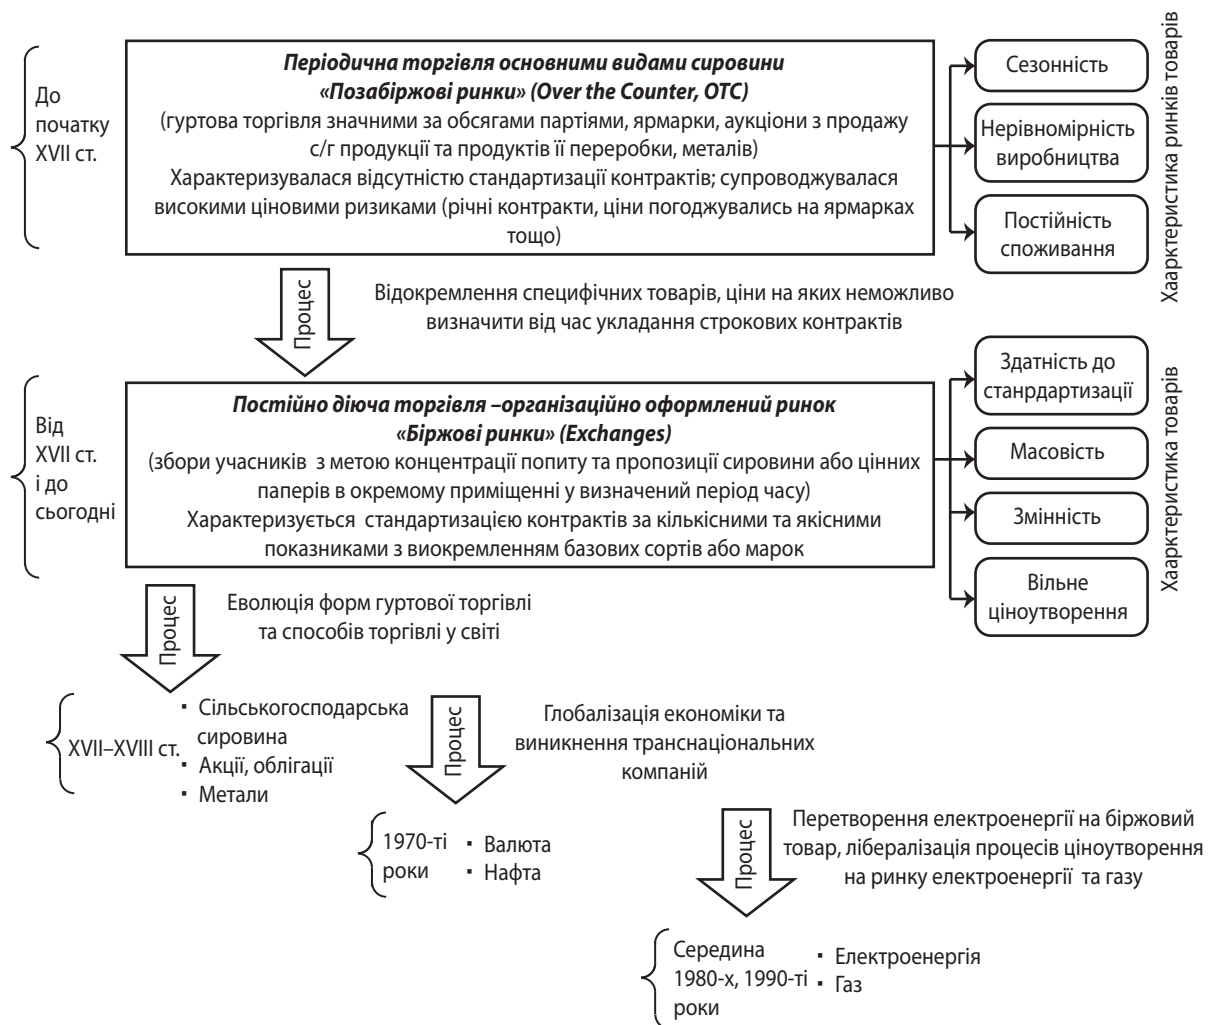 До
початку
XVII ст.
Періодична торгівля основними видами сировини
«Позабіржові ринки» (Over the Counter, OTC)
(гуртова торгівля значними за обсягами партіями, ярмарки, аукціони з продажу
с/г продукції та продуктів її переробки, металів)
Характеризувалася відсутністю стандартизації контрактів; супроводжувалася
високими ціновими ризиками (річні контракти, ціни погоджувались на ярмарках
тощо)
Сезонність
Нерівномірність
виробництва
Постійність
споживання
Харктеристика ринків товарів
Процес
Відокремлення специфічних товарів, ціни на яких неможливо
визначити від час укладання строкових контрактів
Від
XVII ст.
і до
сьогодні
Постійно діюча торгівля –організаційно оформлений ринок
«Біржові ринки» (Exchanges)
(збори учасників з метою концентрації попиту та пропозиції сировини або цінних
паперів в окремому приміщенні у визначений період часу)
Характеризується стандартизацією контрактів за кількісними та якісними
показниками з виокремленням базових сортів або марок
Здатність до
станрдартизації
Масовість
Змінність
Вільне
ціноутворення
Хаарктеристика товарів
Процес
Еволюція форм гуртової торгівлі
та способів торгівлі у світі
XVII–XVIII ст.
▪ Сільськогосподарська
сировина
▪ Акції, облігації
▪ Метали
Процес
Глобалізація економіки та
виникнення транснаціональних
компаній
1970-ті
роки
▪ Валюта
▪ Нафта
Процес
Перетворення електроенергії на біржовий
товар, лібералізація процесів ціноутворення
на ринку електроенергії та газу
Середина
1980-х, 1990-ті
роки
▪ Електроенергія
▪ Газ